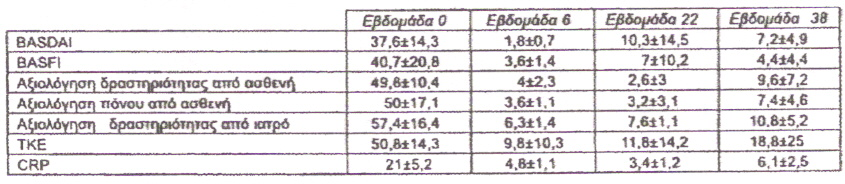 Εβδομάδα 0 Εβδομάδα 6 Εβδομάδα 22 Εβδομάδα 38
BASDAI 37,6±14,3 1,8±0,7 10,3±14,5 7,2±4,9
BASFI 40,7±20,8 3,6±1,4 7±10,2 4,4±4,4
Αξιολόγηση δραστηριότητας από ασθενή 49,8±10,4 4±2,3 2,6±3 9,6±7,2
Αξιολόγηση πόνου από ασθενή 50±17,1 3,6±1,1 3,2±3,1 7,4±4,6
Αξιολόγηση δραστηριότητας από ιατρό 57,4±16,4 6,3±1,4 7,6±1,1 10,8±5,2
ΤΚΕ 50,8±14,3 9,8±10,3 11,8±14,2 18,8±25
CRP 21±5,2 4,8±1,1 3,4±1,2 6,1±2,5